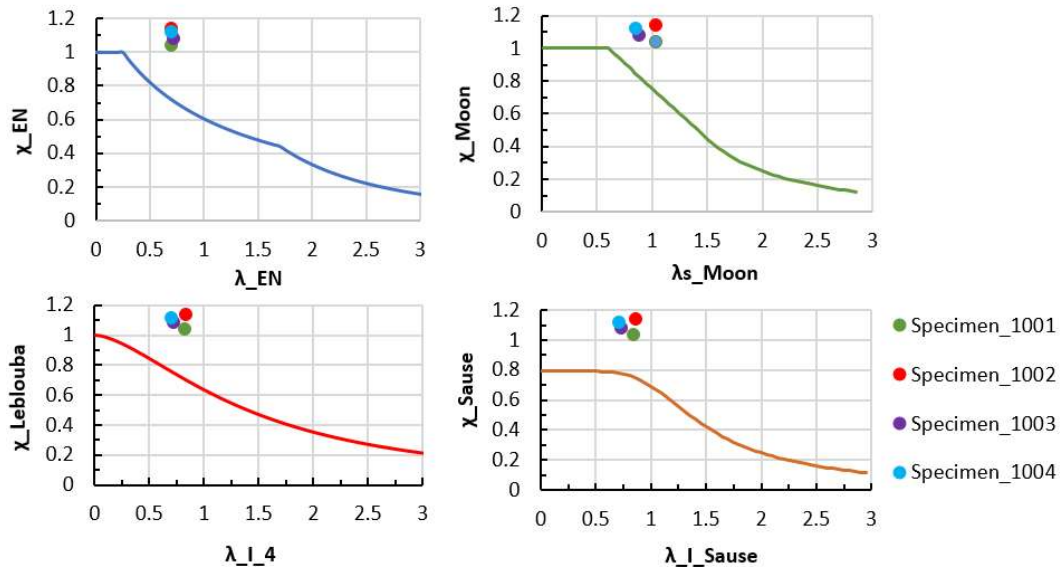 1.2
1
0.8
0.6
0.4
0.2
0
χ_EN
0 0.5 1 1.5 2 2.5 3
λ_EN
1.2
1
0.8
0.6
0.4
0.2
0
χ_Moon
0 0.5 1 1.5 2 2.5 3
λs_Moon
1.2
1
0.8
0.6
0.4
0.2
0
χ_Leblouba
0 0.5 1 1.5 2 2.5 3
λ_I_4
1.2
1
0.8
0.6
0.4
0.2
0
χ_Sause
0 0.5 1 1.5 2 2.5 3
λ_I_Sause
Specimen_1001
Specimen_1002
Specimen_1003
Specimen_1004